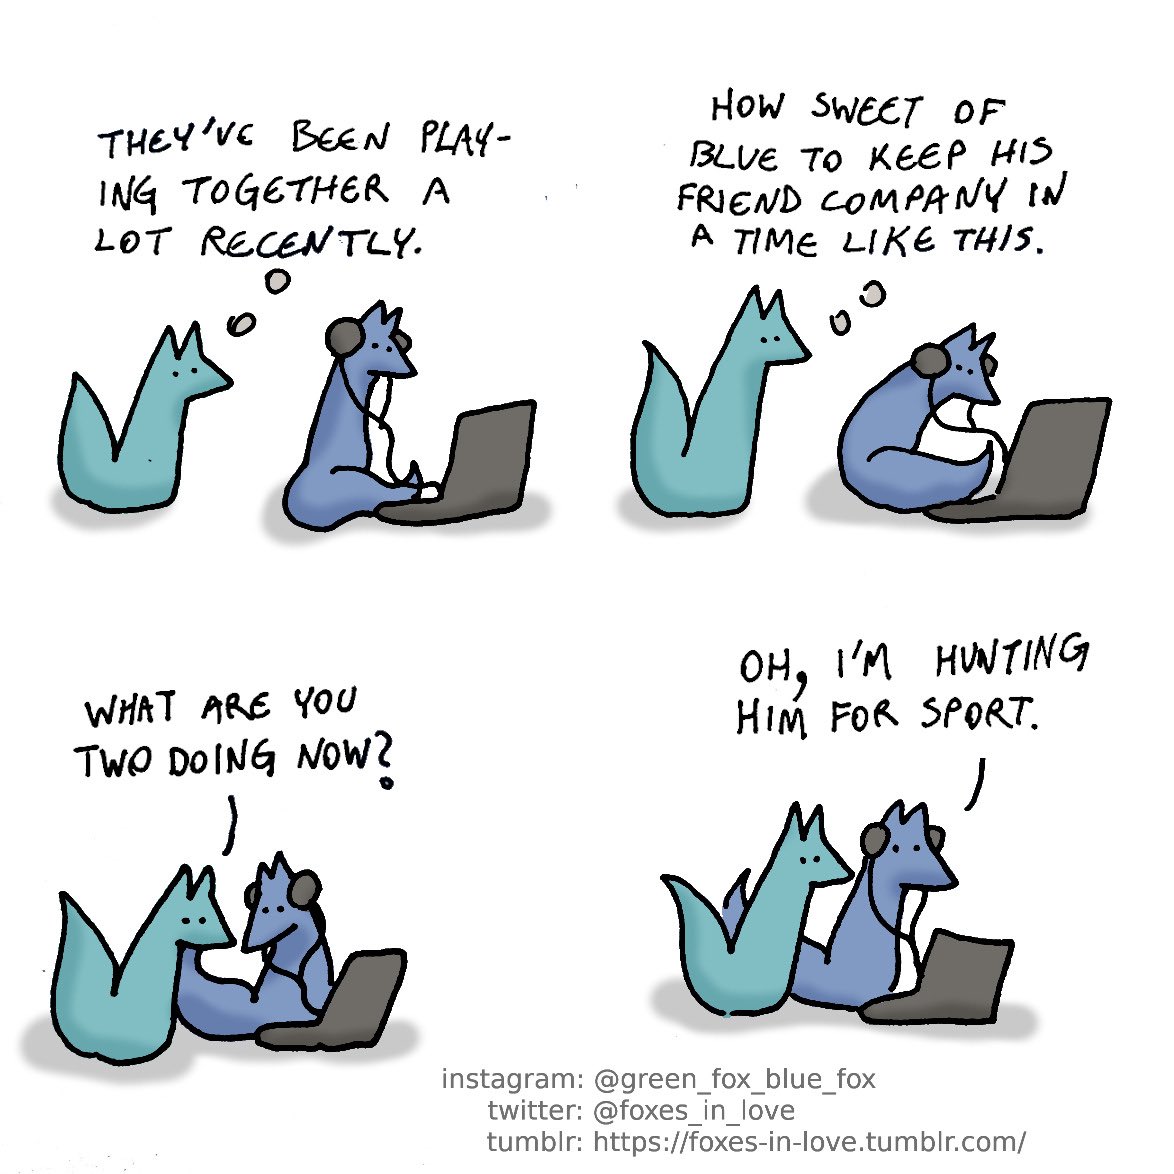 THEY'VE BEEN PLAY-
ING TOGETHER A
LOT RECENTLY.
HOW SWEET OF
BLUE TO KEEP HIS
FRIEND COMPANY IN
A TIME LIKE THIS.
WHAT ARE YOU
TWO DOING NOW?
OH, I'M HUNTING
HIM FOR SPORT.
instagram: @green_fox_blue_fox
twitter: @foxes_in_love
tumblr: https://foxes-in-love.tumblr.com/